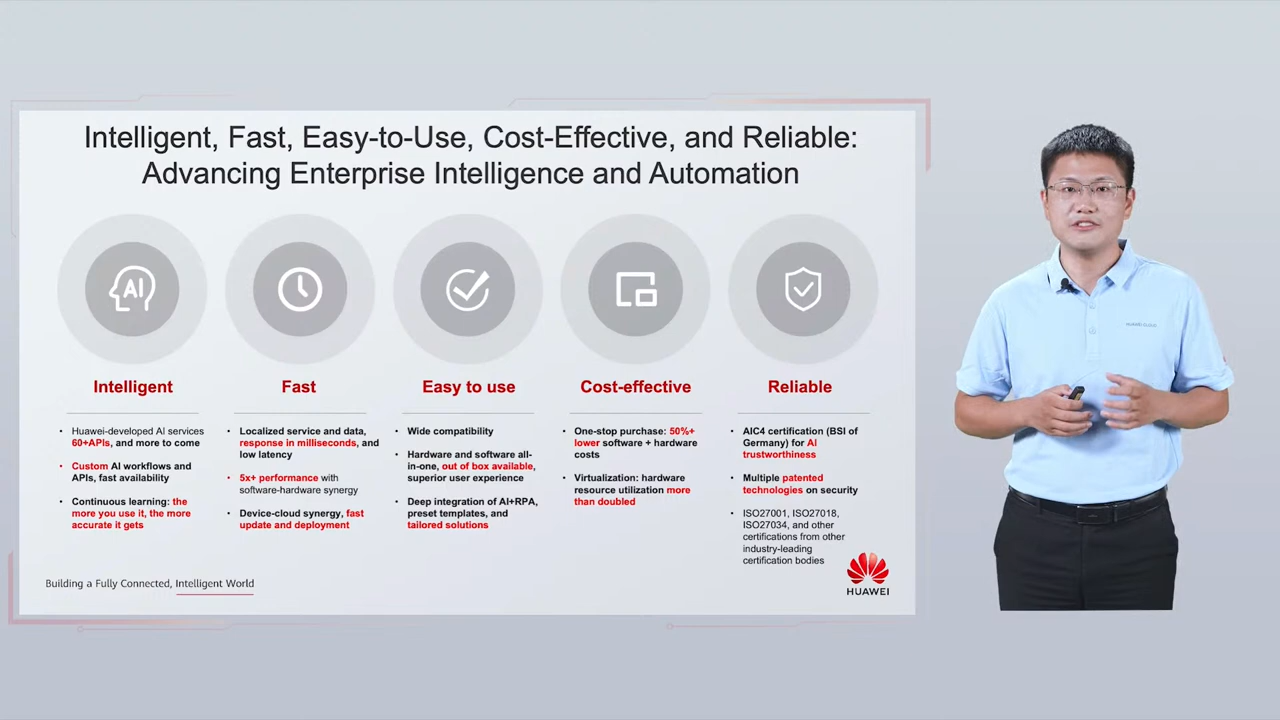 Intelligent, Fast, Easy-to-Use, Cost-Effective, and Reliable:
Advancing Enterprise Intelligence and Automation
AI
Intelligent
• Huawei-developed AI services
60+APIs, and more to come
• Custom AI workflows and
APIs, fast availability
• Continuous learning: the
more you use it, the more
accurate it gets
Fast
• Localized service and data,
response in milliseconds, and
low latency
• 5x+ performance with
software-hardware synergy
• Device-cloud synergy, fast
update and deployment
Easy to use
• Wide compatibility
• Hardware and software all-
in-one, out of box available,
superior user experience
• Deep integration of AI+RPA,
preset templates, and
tailored solutions
Cost-effective
• One-stop purchase: 50%+
lower software + hardware
costs
• Virtualization: hardware
resource utilization more
than doubled
Reliable
• AIC4 certification (BSI of
Germany) for AI
trustworthiness
• Multiple patented
technologies on security
• ISO27001, ISO27018,
ISO27034, and other
certifications from other
industry-leading
certification bodies
Building a Fully Connected, Intelligent World
HUAWEI
HUAWEI CLOUD